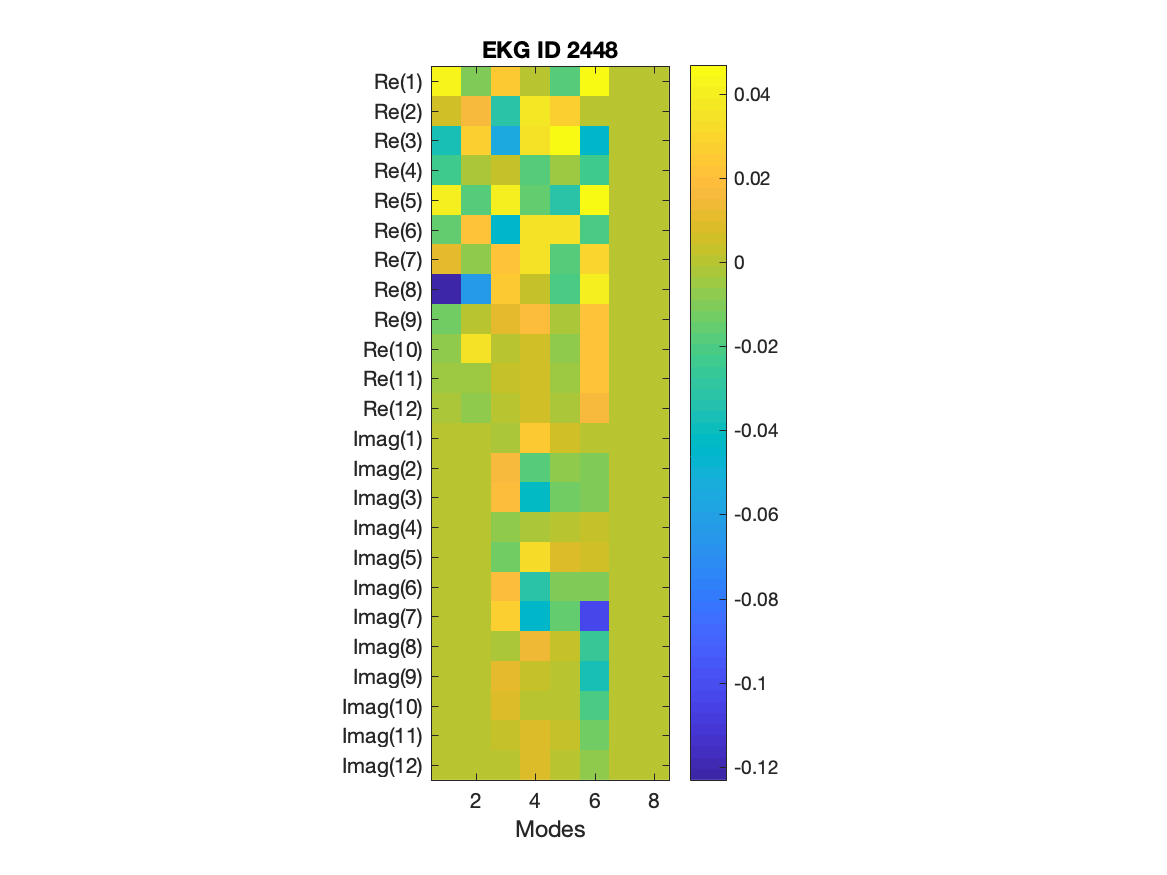 EKG ID 2448
Re(1)
Re(2)
Re(3)
Re(4)
Re(5)
Re(6)
Re(7)
Re(8)
Re(9)
Re(10)
Re(11)
Re(12)
Imag(1)
Imag(2)
Imag(3)
Imag(4)
Imag(5)
Imag(6)
Imag(7)
Imag(8)
Imag(9)
Imag(10)
Imag(11)
Imag(12)
2 4 6 8
Modes
0.04
0.02
0
-0.02
-0.04
-0.06
-0.08
-0.1
-0.12